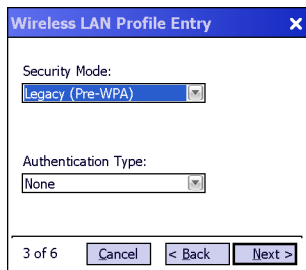 Wireless LAN Profile Entry
Security Mode:
Legacy (Pre-WPA)
Authentication Type:
None
3 of 6 Cancel < Back Next >